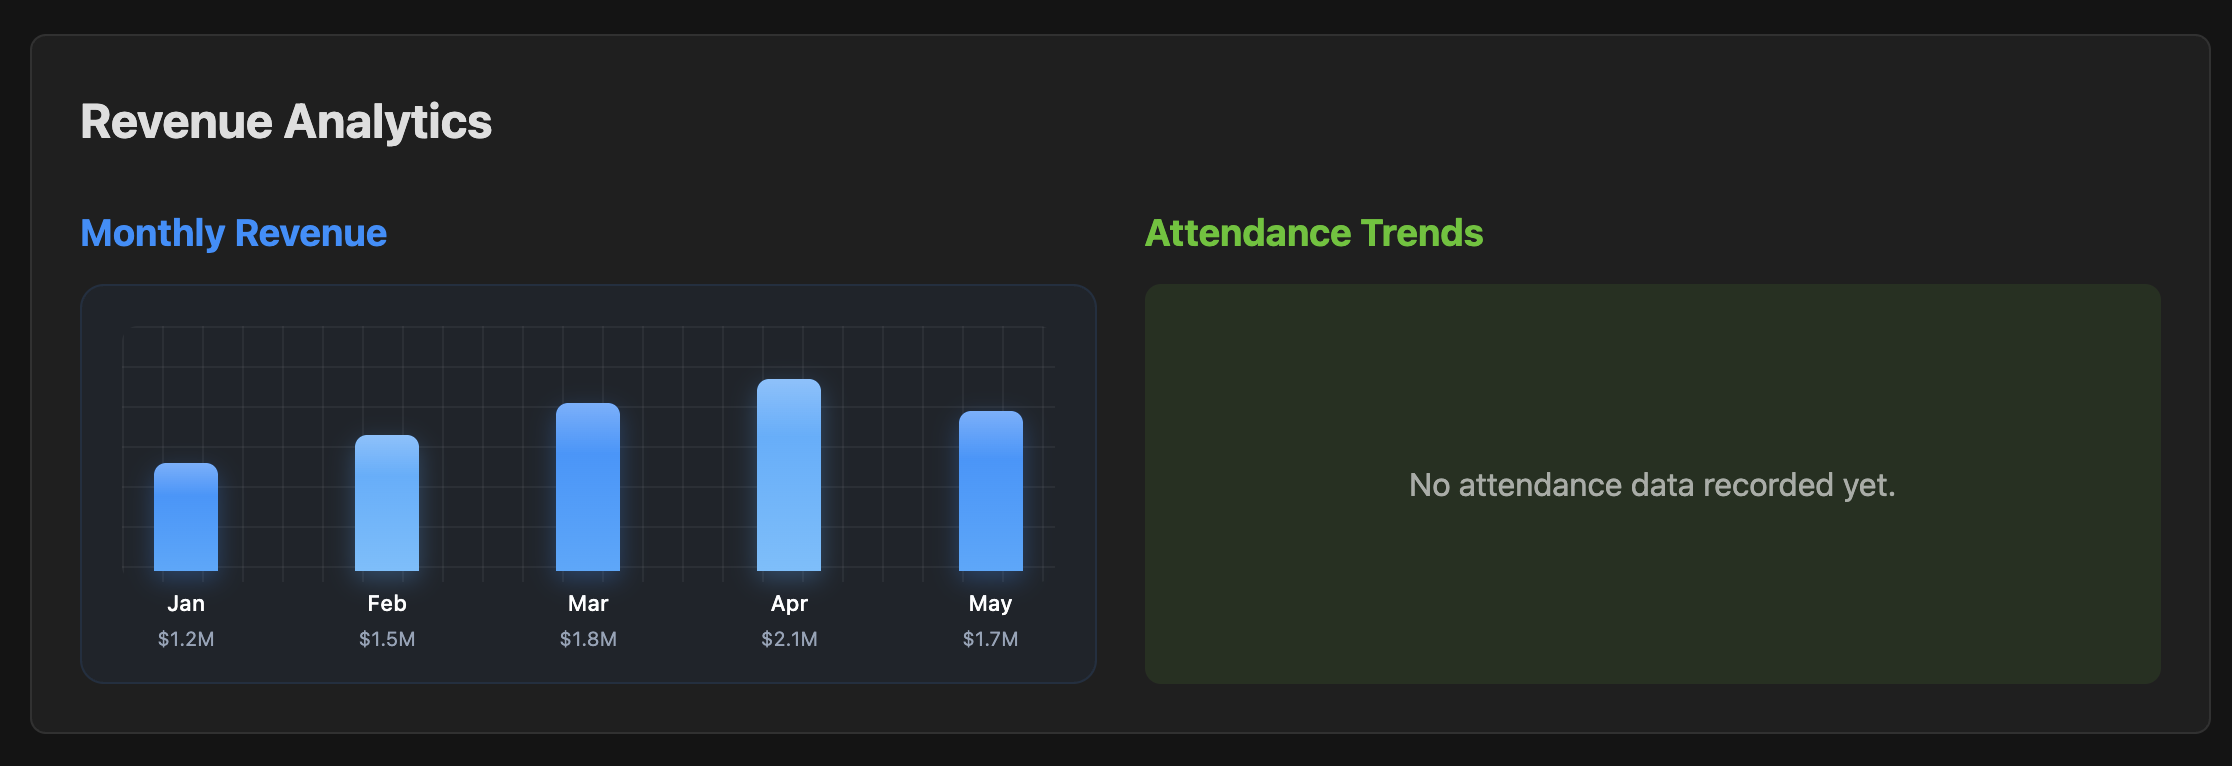 Revenue Analytics
Monthly Revenue
Jan
$1.2M
Feb
$1.5M
Mar
$1.8M
Apr
$2.1M
May
$1.7M
Attendance Trends
No attendance data recorded yet.